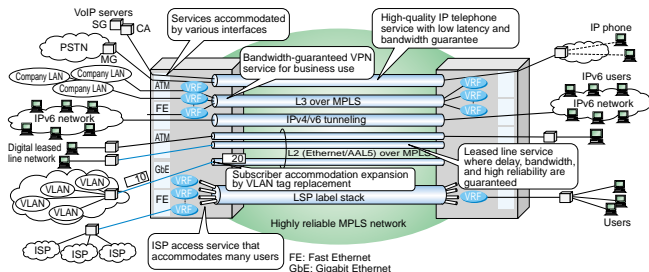 VoIP servers
SG
CA
PSTN
MG
Services accommodated
by various interfaces
High-quality IP telephone
service with low latency and
bandwidth guarantee
IP phone
Bandwidth-guaranteed VPN
service for business use
Company LAN
Company LAN
Company LAN
ATM
FE
ATM
GbE
FE
VRF
VRF
VRF
L3 over MPLS
VRF
VRF
VRF
IPv6 users
IPv6 network
IPv6 network
IPv4/v6 tunneling
Digital leased
line network
L2 (Ethernet/AAL5) over MPLS
20
10
Leased line service
where delay, bandwidth,
and high reliability are
guaranteed
Subscriber accommodation expansion
by VLAN tag replacement
VLAN
VLAN
VLAN
VLAN
VRF
VRF
VRF
LSP label stack
VRF
Users
ISP
ISP
ISP
ISP access service that
accommodates many users
Highly reliable MPLS network
FE: Fast Ethernet
GbE: Gigabit Ethernet